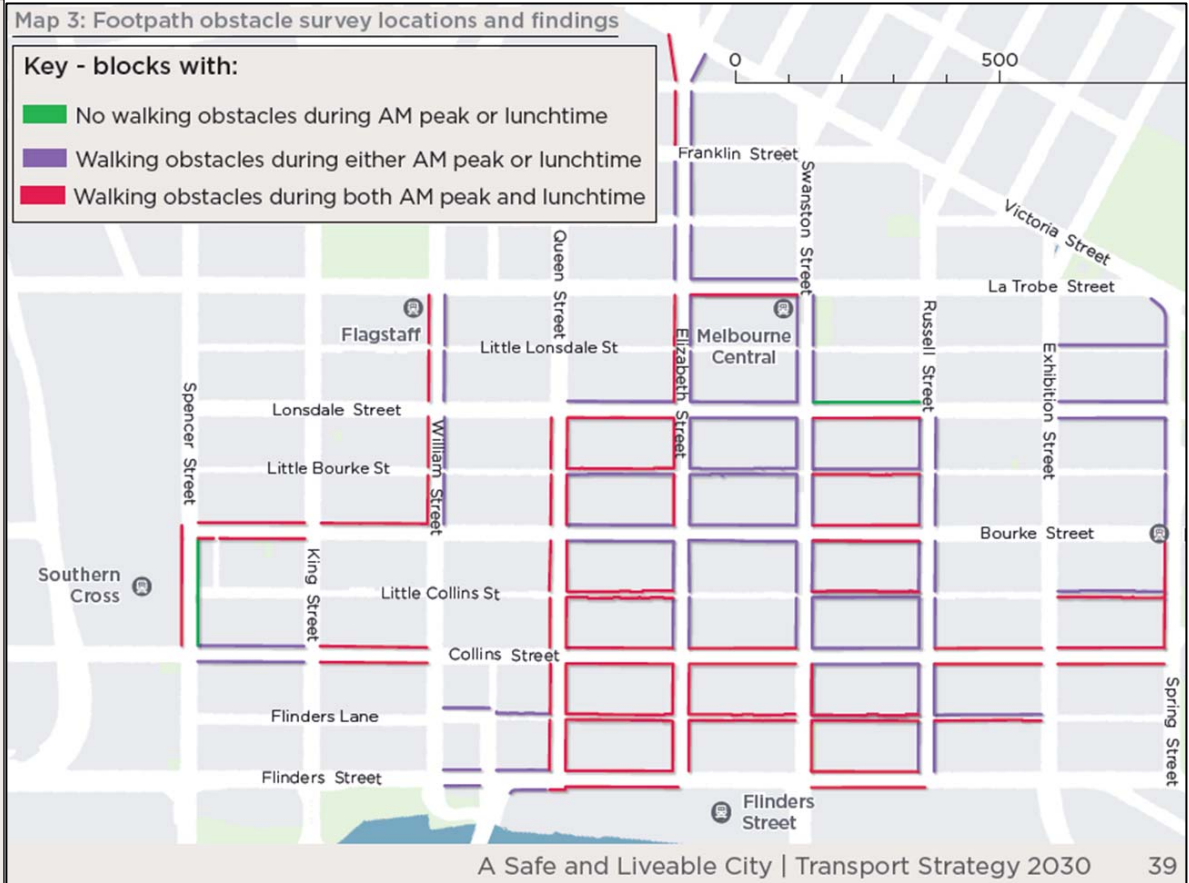 Map 3: Footpath obstacle survey locations and findings
Key - blocks with:
No walking obstacles during AM peak or lunchtime
Walking obstacles during either AM peak or lunchtime
Walking obstacles during both AM peak and lunchtime
0
500
Franklin Street
Swanston Street
Victoria Street
Queen Street
La Trobe Street
Flagstaff
Little Lonsdale St
Elizabeth Street
Melbourne
Central
Russell Street
Exhibition Street
Spencer Street
Lonsdale Street
William Street
Little Bourke St
Bourke Street
Southern
Cross
King Street
Little Collins St
Collins Street
Flinders Lane
Spring Street
Flinders Street
Flinders
Street
A Safe and Liveable City | Transport Strategy 2030 39